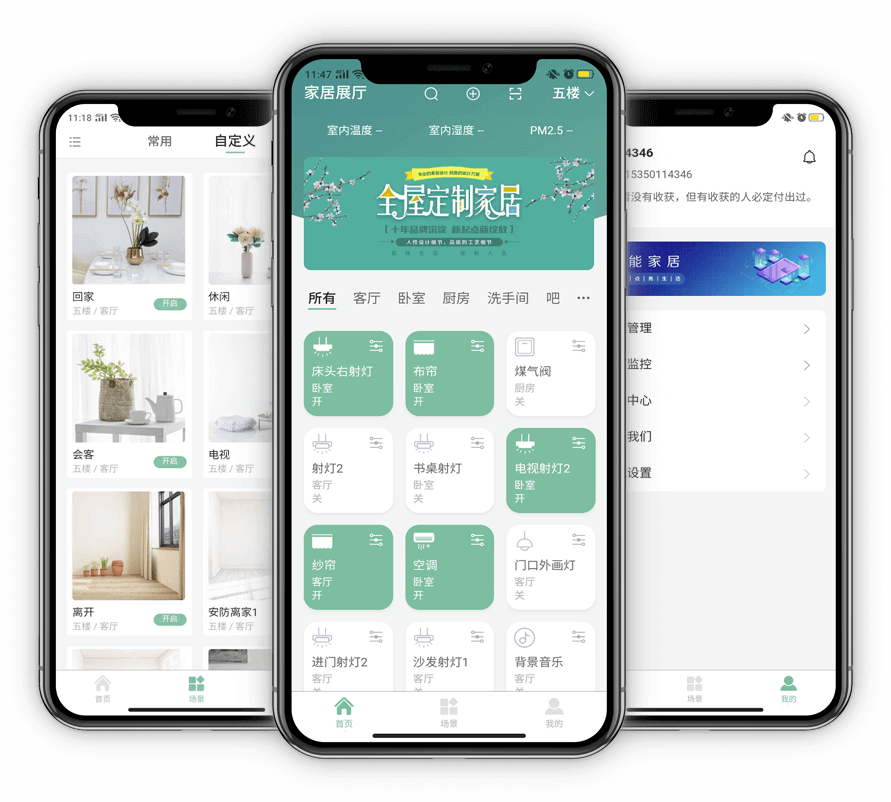 11:18
常用
自定义
回家
五楼 / 客厅
开启
休闲
五楼 / 客厅
会客
五楼 / 客厅
开启
电视
五楼 / 客厅
离开
五楼 / 客厅
开启
安防离家1
五楼 / 客厅
首页
场景
11:47
家居展厅
五楼
室内温度 --
室内湿度 --
PM2.5 --
全屋定制家居
[ 十年品牌沉淀 新起点新绽放 ]
人性设计细节、品质的工艺细节
所有 客厅 卧室 厨房 洗手间 吧 ···
床头右射灯
卧室
开
布帘
卧室
开
煤气阀
厨房
关
射灯2
客厅
关
书桌射灯
卧室
关
电视射灯2
卧室
开
纱帘
客厅
开
空调
卧室
开
门口外画灯
客厅
关
进门射灯2
客厅
沙发射灯1
客厅
背景音乐
客厅
首页
场景
我的
4346
15350114346
没有收获，但有收获的人必定付出过。
能家居
管理
监控
中心
我们
设置
场景
我的